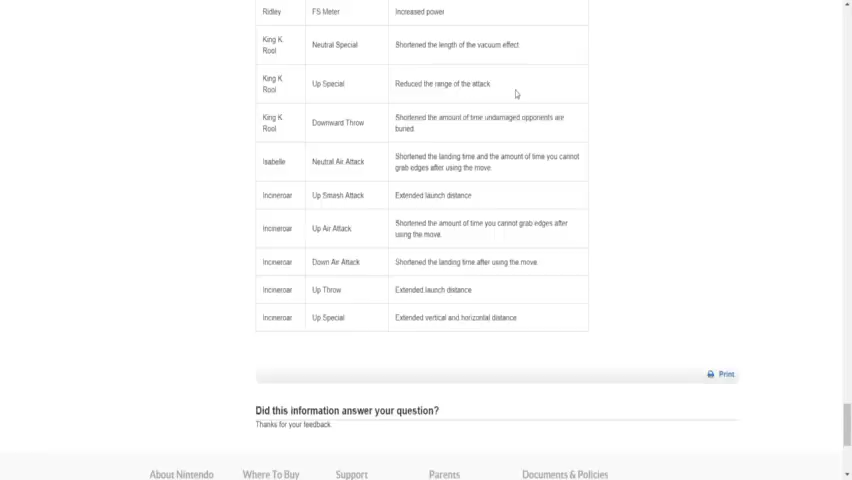 Ridley FS Meter Increased power
King K. Rool Neutral Special Shortened the length of the vacuum effect
King K. Rool Up Special Reduced the range of the attack
King K. Rool Downward Throw Shortened the amount of time undamaged opponents are
buried.
Isabelle Neutral Air Attack Shortened the landing time and the amount of time you cannot
grab edges after using the move.
Incineroar Up Smash Attack Extended launch distance
Incineroar Up Air Attack Shortened the amount of time you cannot grab edges after
using the move.
Incineroar Down Air Attack Shortened the landing time after using the move.
Incineroar Up Throw Extended launch distance
Incineroar Up Special Extended vertical and horizontal distance
Print
Did this information answer your question?
Thanks for your feedback
About Nintendo Where To Buy Support Parents Documents & Policies